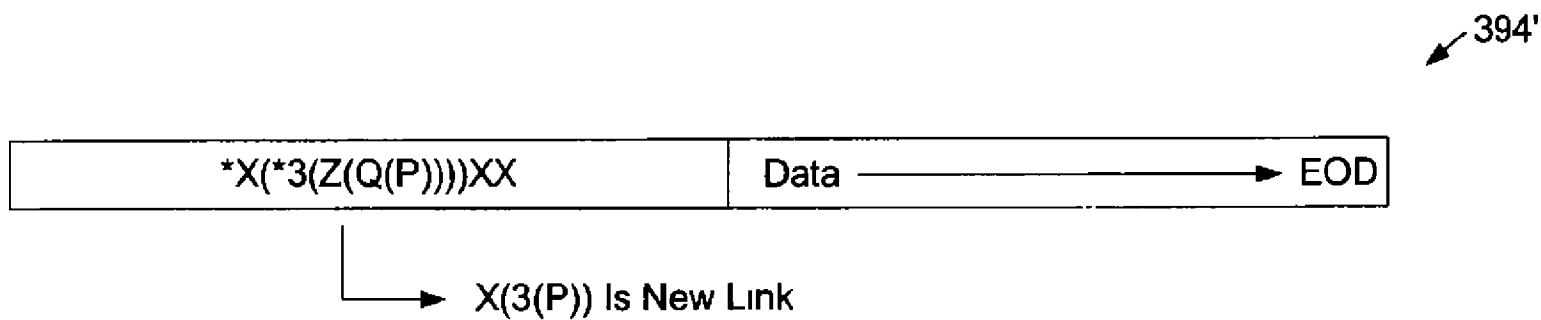 394'
*X(*3(Z(Q(P))))XX Data EOD
X(3(P)) Is New Link